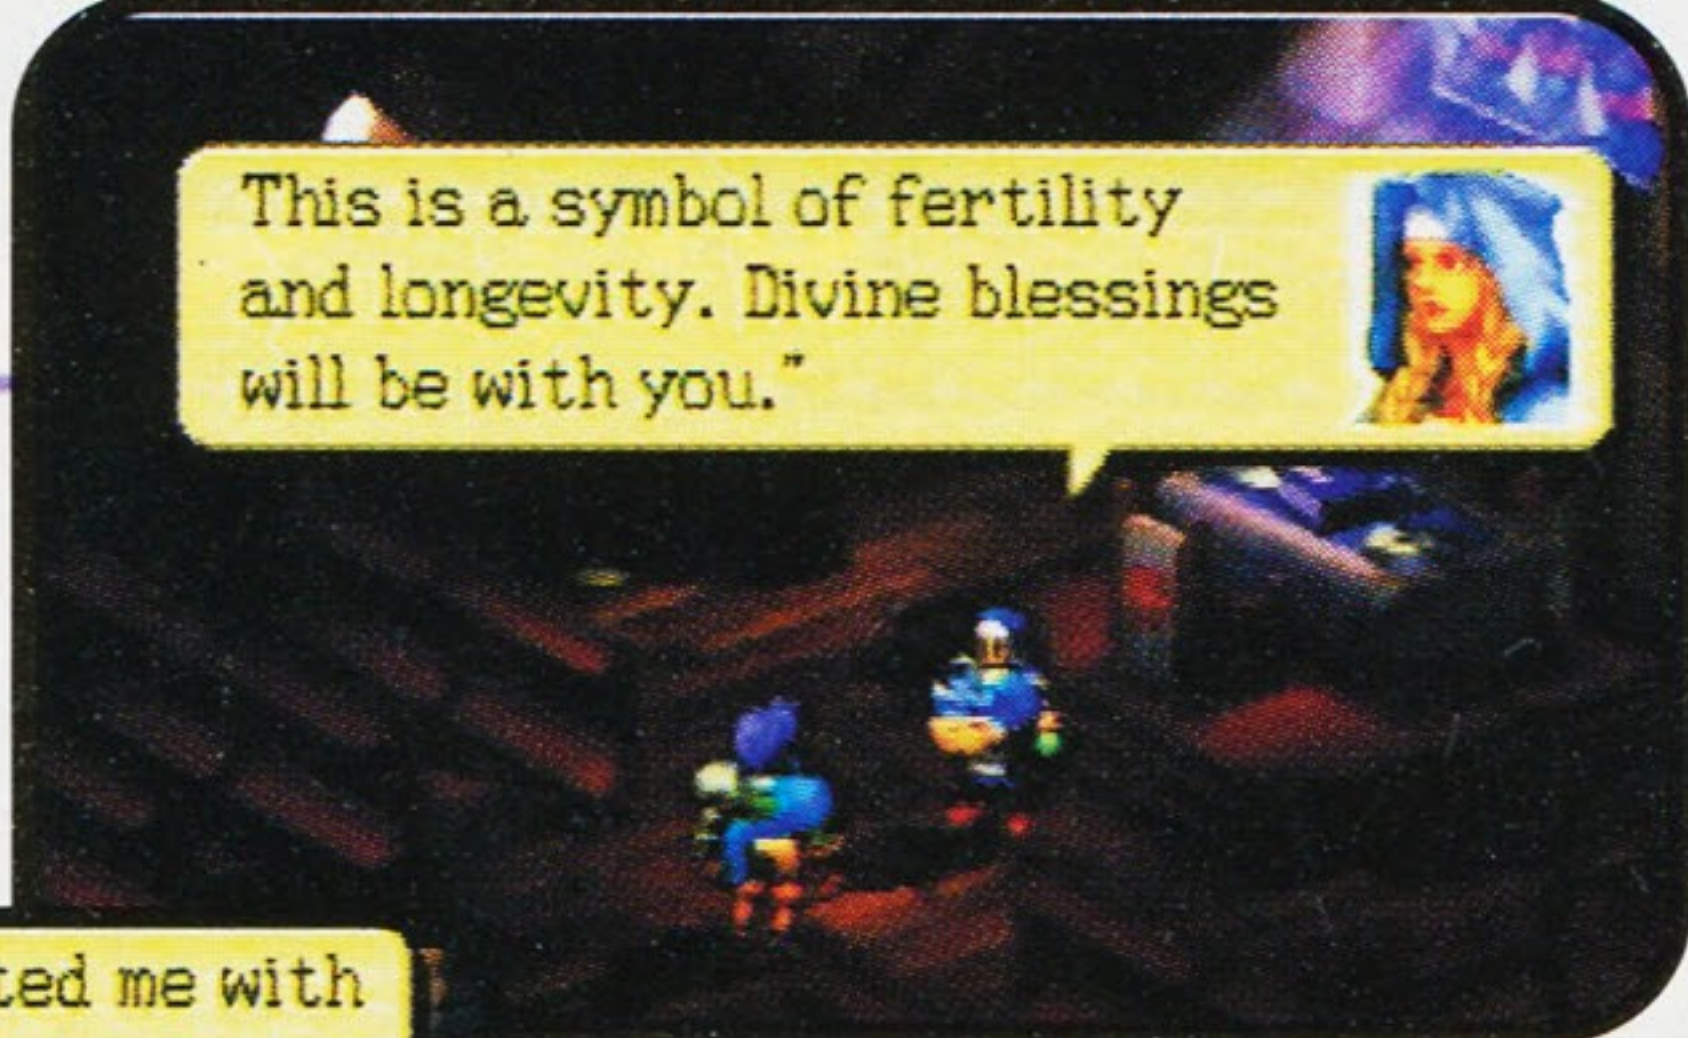 This is a symbol of fertility
and longevity. Divine blessings
will be with you.”
ted me with